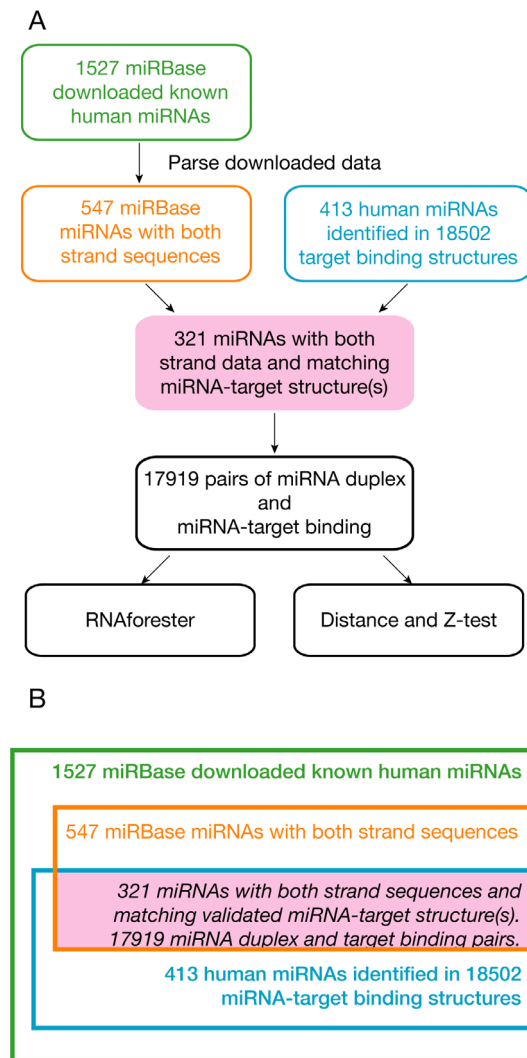 A
1527 miRBase
downloaded known
human miRNAs
Parse downloaded data
547 miRBase
miRNAs with both
strand sequences
413 human miRNAs
identified in 18502
target binding structures
321 miRNAs with both
strand data and matching
miRNA-target structure(s)
17919 pairs of miRNA duplex
and
miRNA-target binding
RNAforester
Distance and Z-test
B
1527 miRBase downloaded known human miRNAs
547 miRBase miRNAs with both strand sequences
321 miRNAs with both strand sequences and
matching validated miRNA-target structure(s).
17919 miRNA duplex and target binding pairs.
413 human miRNAs identified in 18502
miRNA-target binding structures